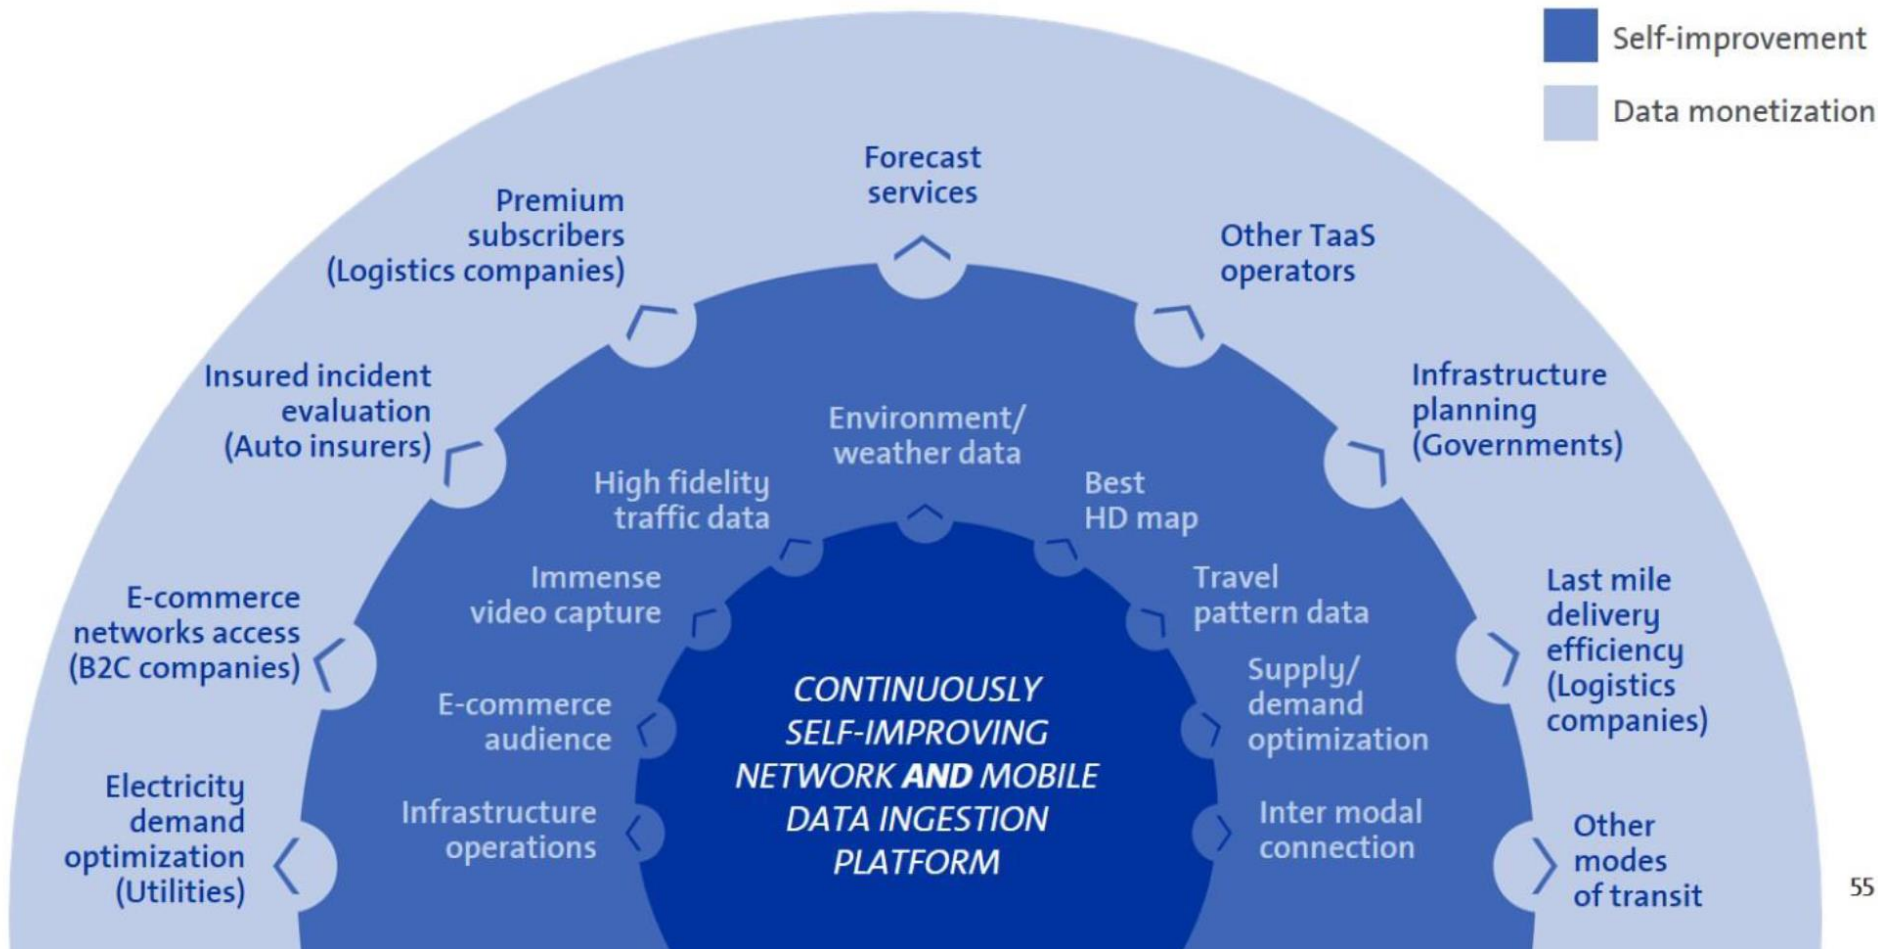 Self-improvement
Data monetization
Forecast
services
Premium
subscribers
(Logistics companies)
Other TaaS
operators
Insured incident
evaluation
(Auto insurers)
Infrastructure
planning
(Governments)
E-commerce
networks access
(B2C companies)
Last mile
delivery
efficiency
(Logistics
companies)
Electricity
demand
optimization
(Utilities)
Other
modes
of transit
Environment/
weather data
High fidelity
traffic data
Best
HD map
Immense
video capture
Travel
pattern data
E-commerce
audience
Supply/
demand
optimization
Infrastructure
operations
Inter modal
connection
CONTINUOUSLY
SELF-IMPROVING
NETWORK AND MOBILE
DATA INGESTION
PLATFORM
55